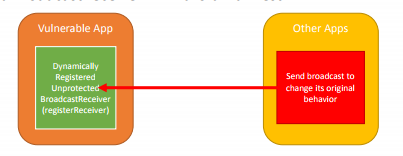 Vulnerable App
Dynamically
Registered
Unprotected
BroadcastReceiver
(registerReceiver)
Other Apps
Send broadcast to
change its original
behavior